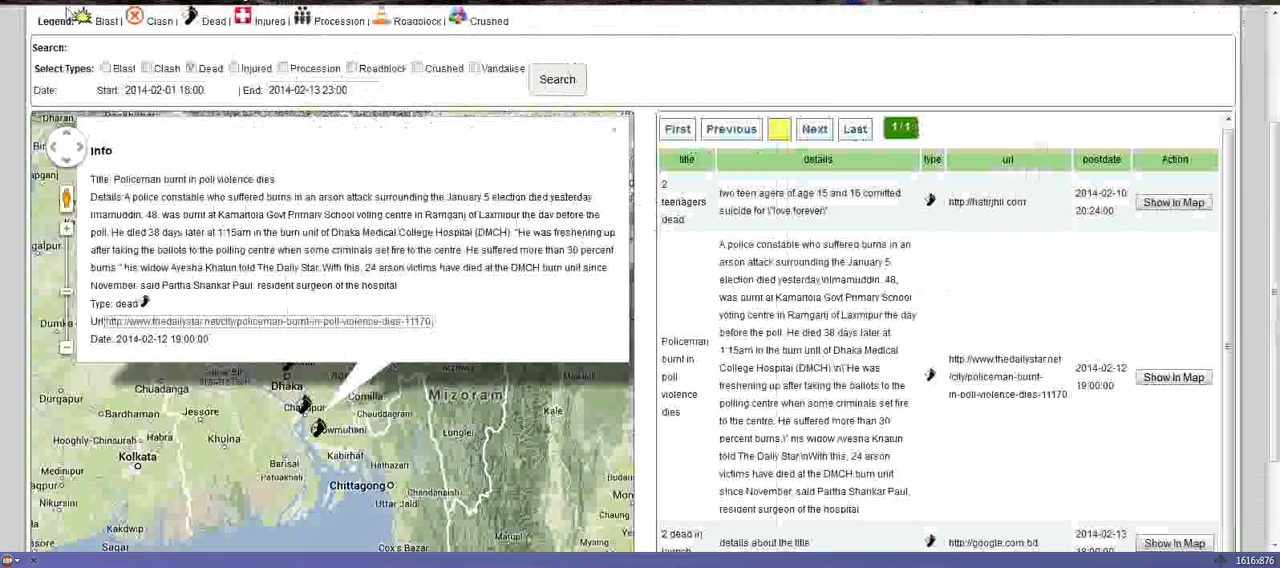 Legend: Blast | Clash | Dead | Injured | Procession | Roadblock | Crushed
Search:
Select Types: Blast Clash Dead Injured Procession Roadblock Crushed Vandalise
Date: Start: 2014-02-01 18:00 | End: 2014-02-13 23:00
Search
Info
Title: Policeman burnt in poll violence dies
Details: A police constable who suffered burns in an arson attack surrounding the January 5 election died yesterday
Imamuddin, 48, was burnt at Kamartola Govt Primary School voting centre in Ramganj of Laxmipur the day before the
poll. He died 38 days later at 1:15am in the burn unit of Dhaka Medical College Hospital (DMCH). "He was freshening up
after taking the ballots to the polling centre when some criminals set fire to the centre. He suffered more than 30 percent
burns " his widow Ayesha Khatun told The Daily Star. With this, 24 arson victims have died at the DMCH burn unit since
November, said Partha Shankar Paul, resident surgeon of the hospital
Type: dead
Url: http://www.thedailystar.net/city/policeman-burnt-in-poll-violence-dies-11170
Date: 2014-02-12 19:00:00
Dharan
Dhaka
Chandpur
Comilla
Chuadanga
Durgapur
Bardhaman
Jessore
Chauddagram
Mizoram
Kale
Hooghly-Chinsurah
Habra
Khulna
Lunglei
Kolkata
Kabirhat
Hathazari
Barisal
Patuakhali
Medinipur
Chittagong
Uttar Jaldi
Matupi
Mindat
Chaung
Myaing
Sagar
Cox's Bazar
First Previous Next Last 1/1
title details type url postdate Action
2
teenagers
dead
two teen agers of age 15 and 16 comitted
suicide for \"love forever\"
2014-02-10
20:24:00
Show In Map
Policeman
burnt in
poll
violence
dies
A police constable who suffered burns in an
arson attack surrounding the January 5
election died yesterday.\nImamuddin, 48,
was burnt at Kamartola Govt Primary School
voting centre in Ramganj of Laxmipur the day
before the poll. He died 38 days later at
1:15am in the burn unit of Dhaka Medical
College Hospital (DMCH).\n\"He was
freshening up after taking the ballots to the
polling centre when some criminals set fire
to the centre. He suffered more than 30
percent burns,\" his widow Ayesha Khatun
told The Daily Star.\nWith this, 24 arson
victims have died at the DMCH burn unit
since November, said Partha Shankar Paul,
resident surgeon of the hospital
http://www.thedailystar.net
/city/policeman-burnt-
in-poll-violence-dies-11170
2014-02-12
19:00:00
Show In Map
2 dead in
details about the title
http://google.com.bd
2014-02-13
Show In Map
1616x876